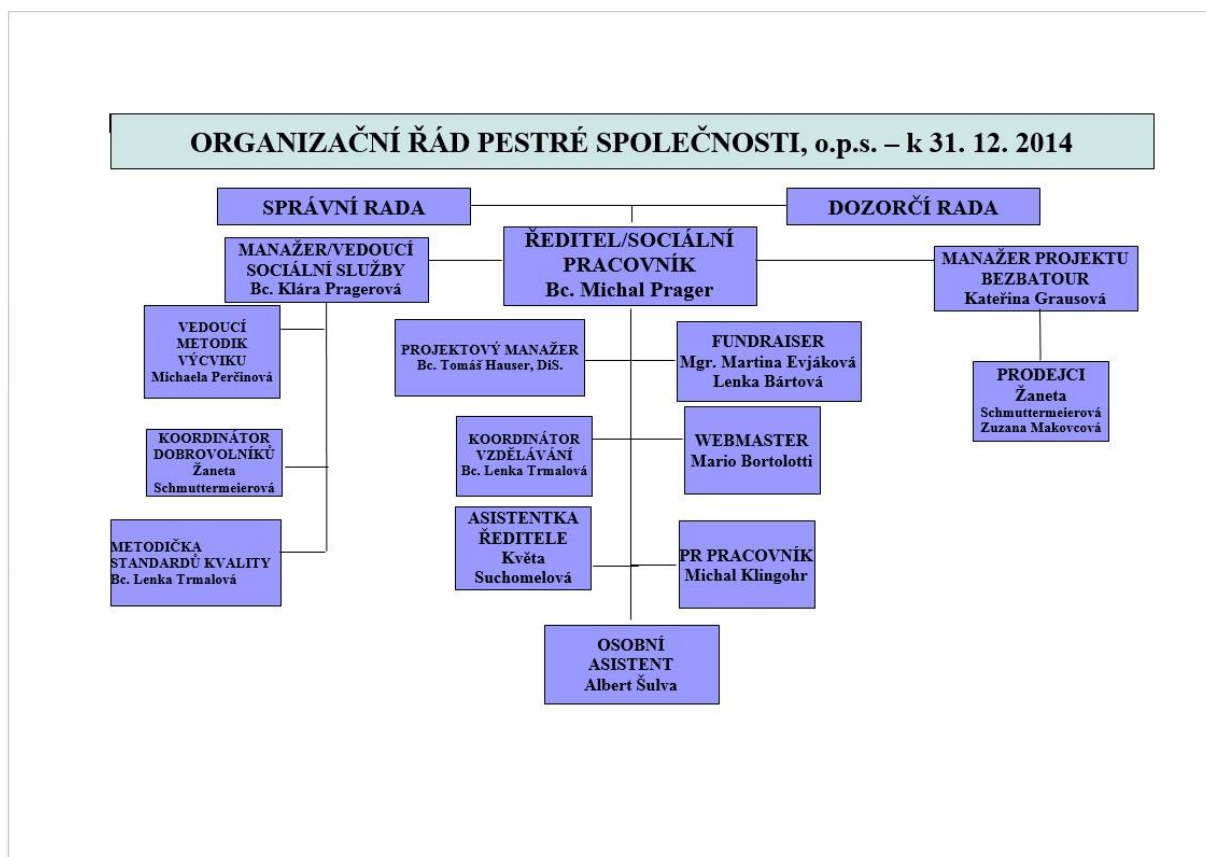 ORGANIZAČNÍ ŘÁD PESTRÉ SPOLEČNOSTI, o.p.s. – k 31. 12. 2014
SPRÁVNÍ RADA
DOZORČÍ RADA
MANAŽER/VEDOUCÍ
SOCIÁLNÍ SLUŽBY
Bc. Klára Pragerová
ŘEDITEL/SOCIÁLNÍ
PRACOVNÍK
Bc. Michal Prager
MANAŽER PROJEKTU
BEZBATOUR
Kateřina Grausová
VEDOUCÍ
METODIK
VÝCVIKU
Michaela Perčinová
PROJEKTOVÝ MANAŽER
Bc. Tomáš Hauser, DiS.
FUNDRAISER
Mgr. Martina Evjáková
Lenka Bártová
PRODEJCI
Žaneta
Schmuttermeierová
Zuzana Makovcová
KOORDINÁTOR
DOBROVOLNÍKŮ
Žaneta
Schmuttermeierová
KOORDINÁTOR
VZDĚLÁVÁNÍ
Bc. Lenka Trmalová
WEBMASTER
Mario Bortolotti
METODIČKA
STANDARDŮ KVALITY
Bc. Lenka Trmalová
ASISTENTKA
ŘEDITELE
Květa
Suchomelová
PR PRACOVNÍK
Michal Klingohr
OSOBNÍ
ASISTENT
Albert Šulva